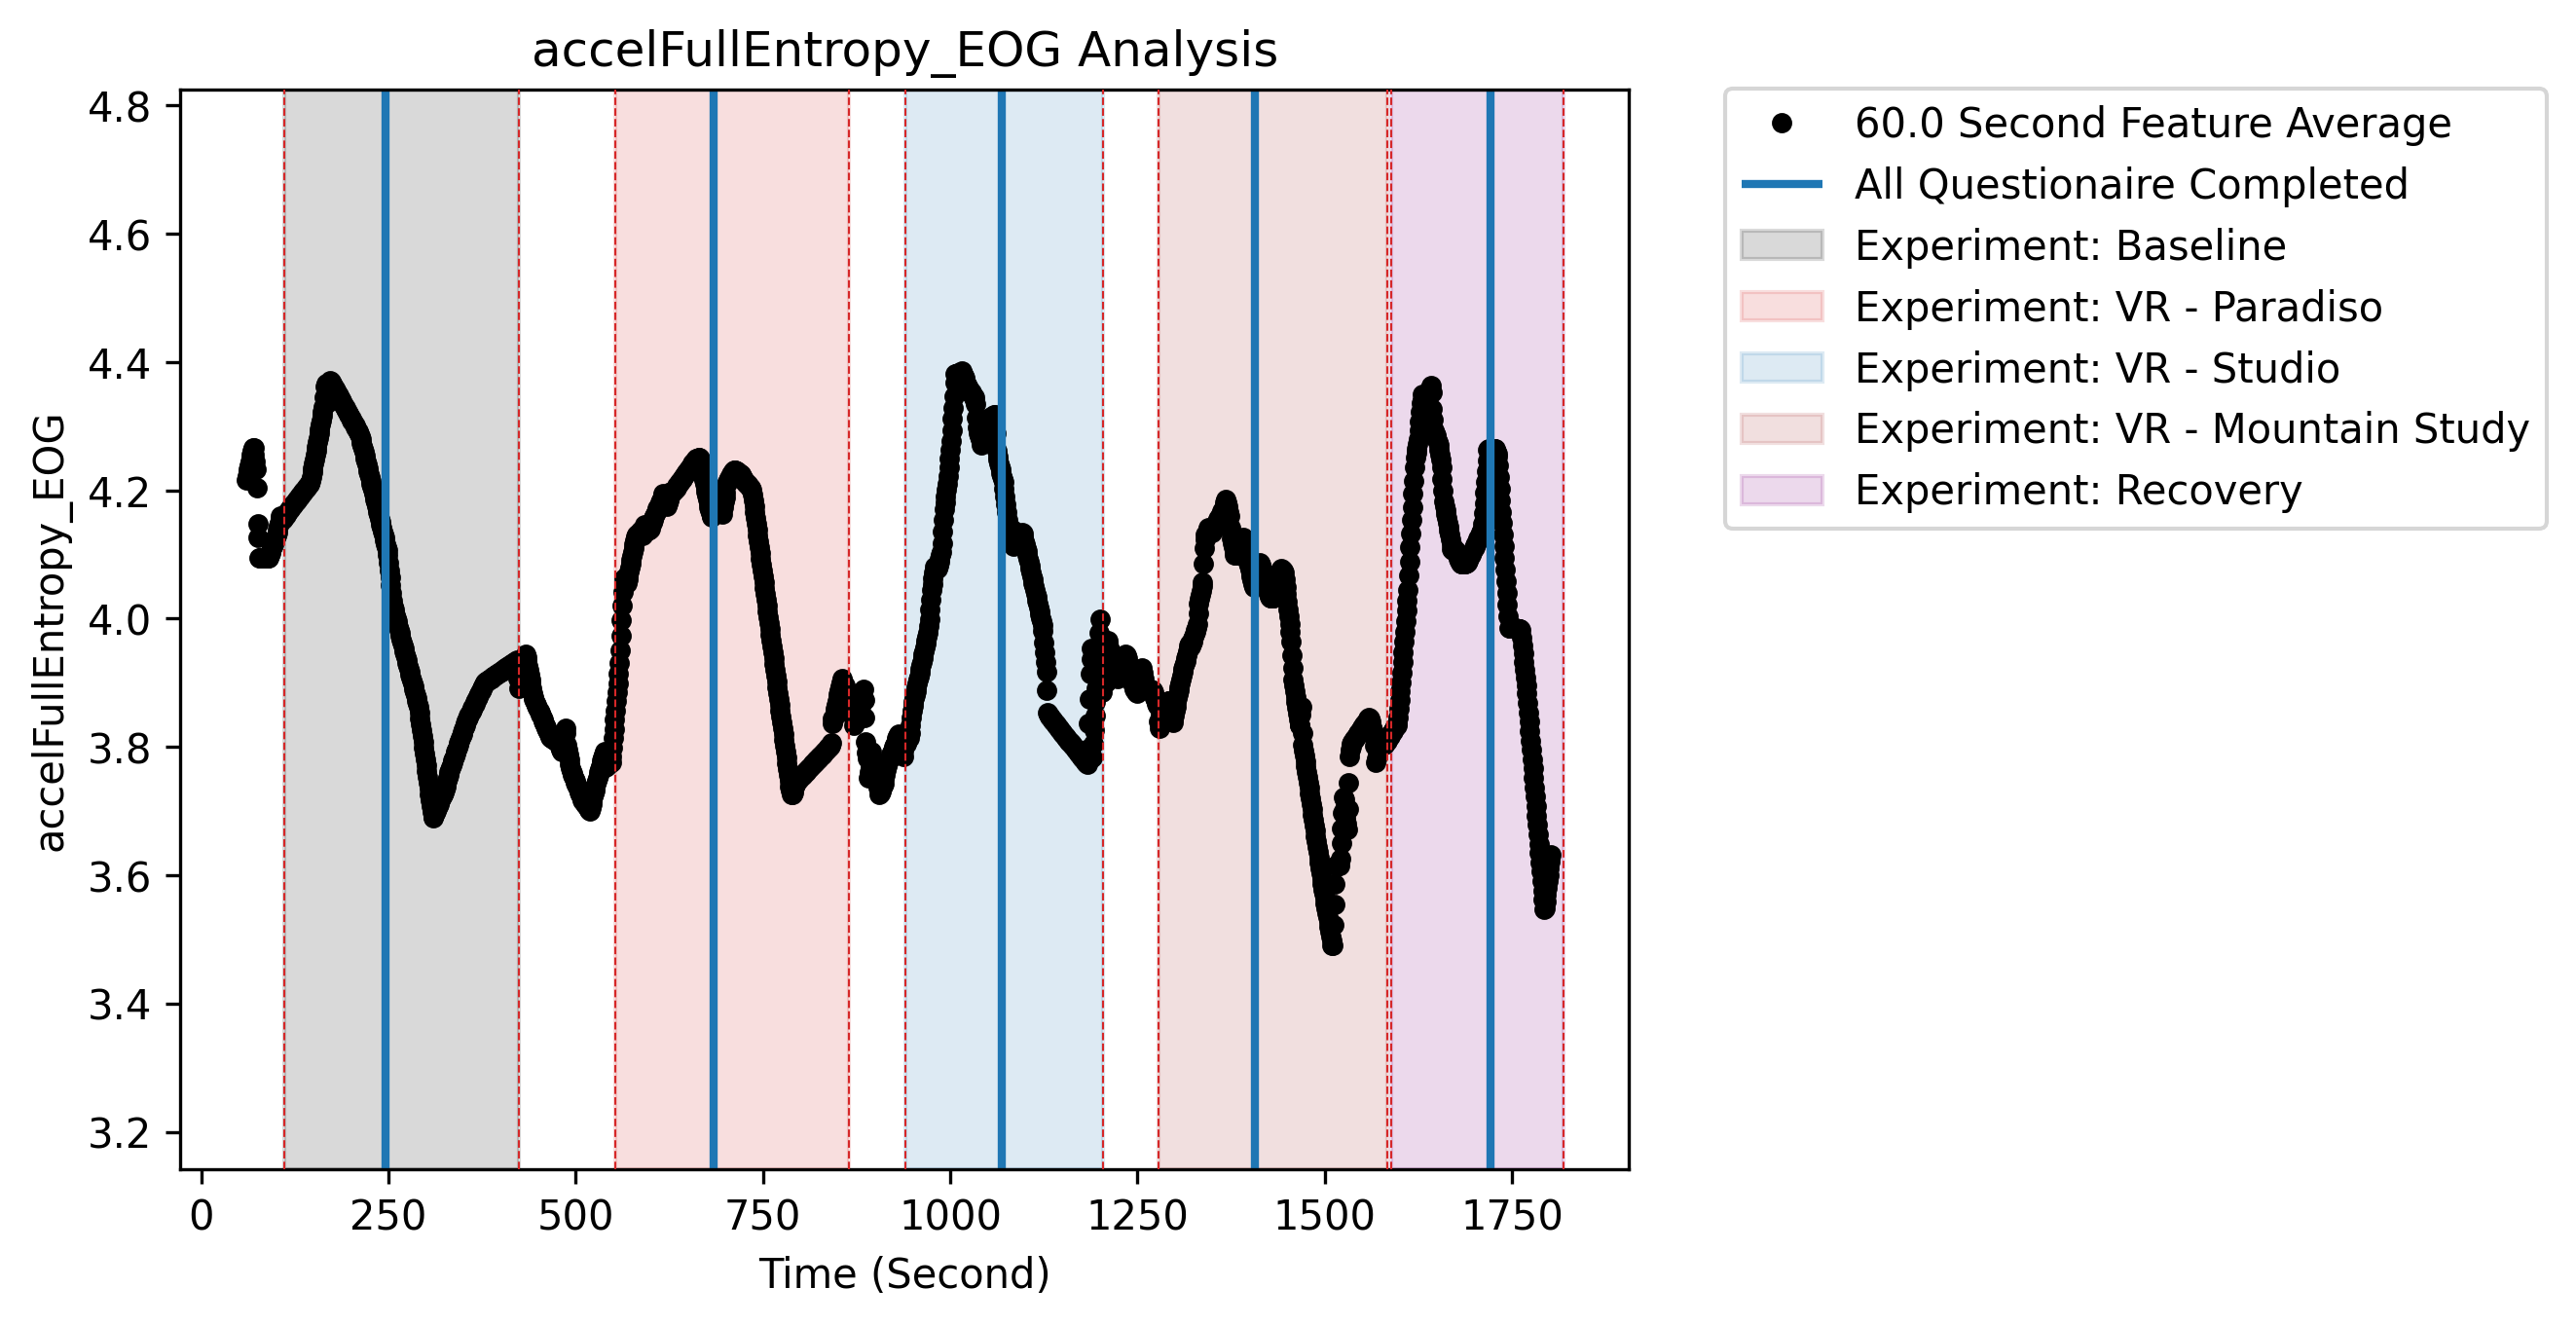 accelFullEntropy_EOG Analysis
4.8
4.6
4.4
4.2
4.0
3.8
3.6
3.4
3.2
accelFullEntropy_EOG
0 250 500 750 1000 1250 1500 1750
Time (Second)
60.0 Second Feature Average
All Questionaire Completed
Experiment: Baseline
Experiment: VR - Paradiso
Experiment: VR - Studio
Experiment: VR - Mountain Study
Experiment: Recovery